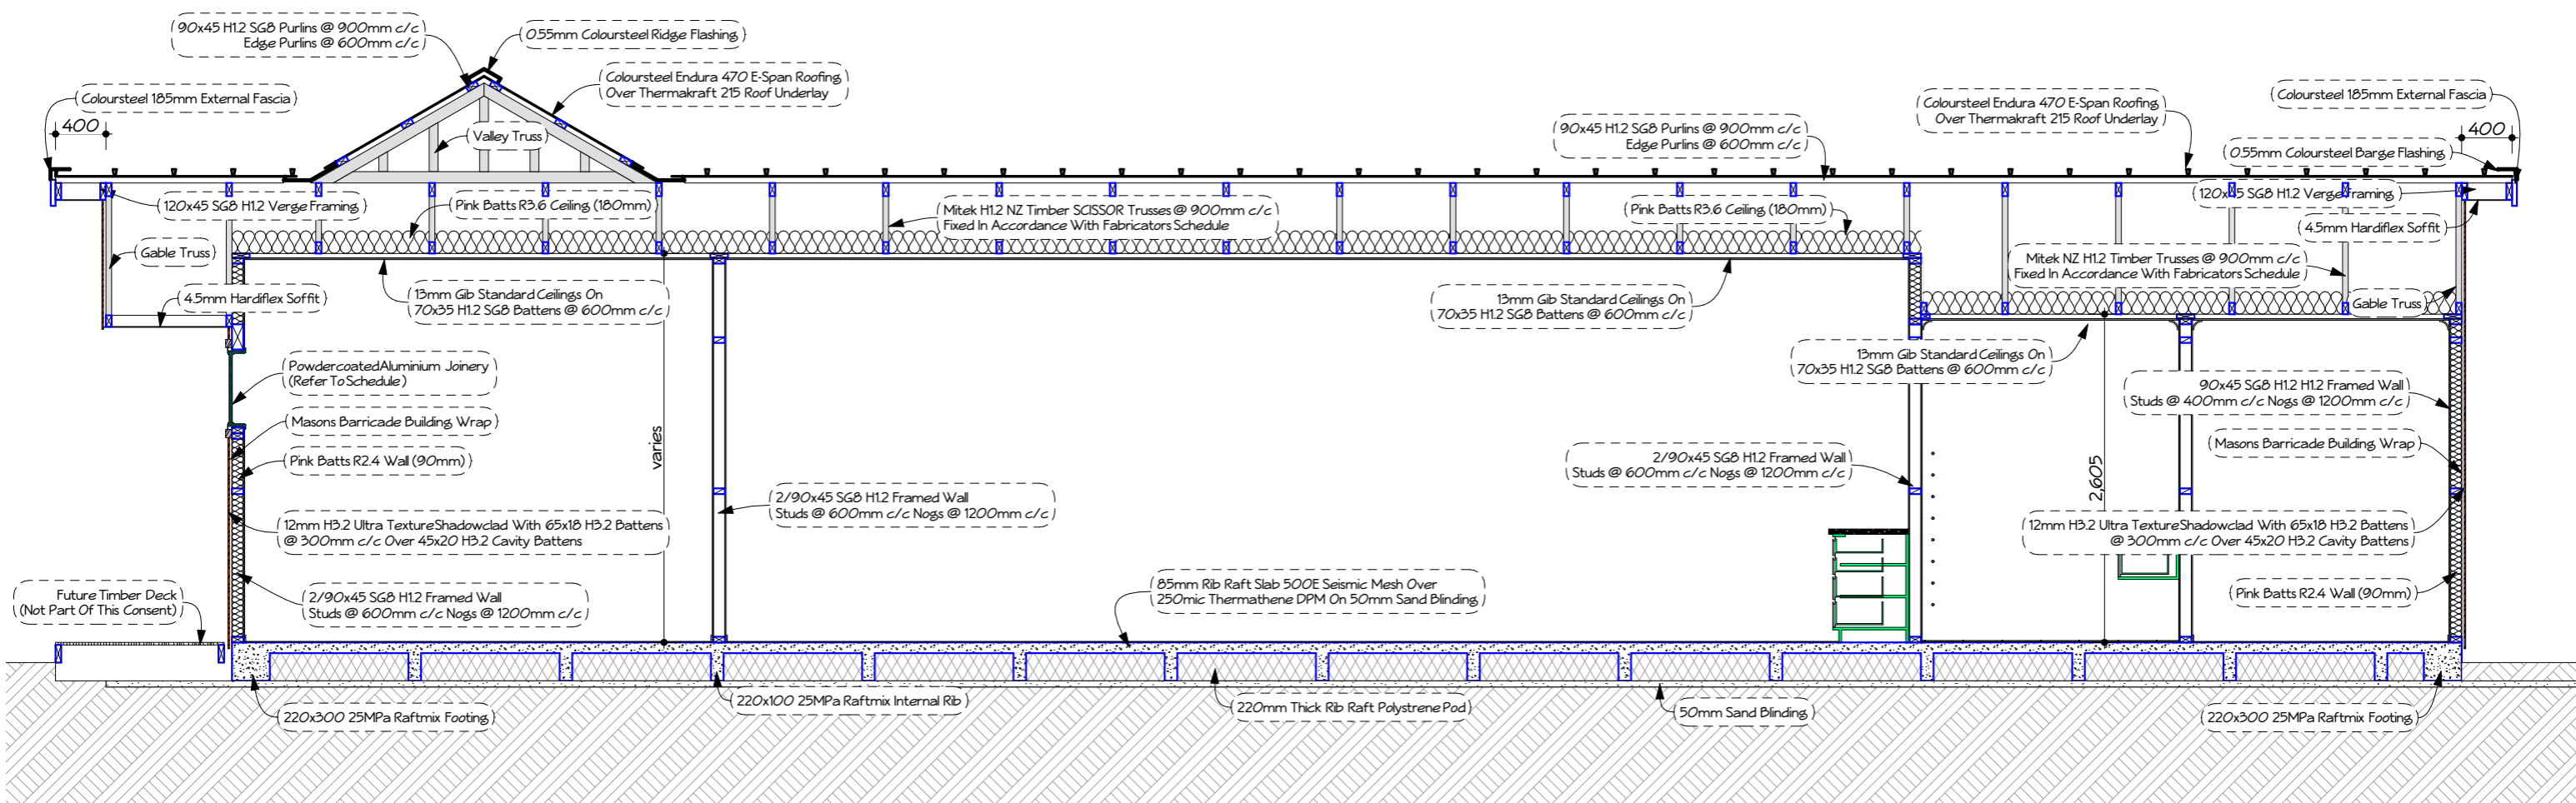 90x45 H1.2 SG8 Purlins @ 900mm c/c
Edge Purlins @ 600mm c/c
0.55mm Coloursteel Ridge Flashing
Coloursteel Endura 470 E-Span Roofing
Over Thermakraft 215 Roof Underlay
Coloursteel 185mm External Fascia
400
Valley Truss
90x45 H1.2 SG8 Purlins @ 900mm c/c
Edge Purlins @ 600mm c/c
Coloursteel Endura 470 E-Span Roofing
Over Thermakraft 215 Roof Underlay
Coloursteel 185mm External Fascia
400
0.55mm Coloursteel Barge Flashing
120x45 SG8 H1.2 Verge Framing
Pink Batts R3.6 Ceiling (180mm)
Mitek H1.2 NZ Timber SCISSOR Trusses @ 900mm c/c
Fixed In Accordance With Fabricators Schedule
Pink Batts R3.6 Ceiling (180mm)
120x45 SG8 H1.2 Verge Framing
4.5mm Hardiflex Soffit
Gable Truss
4.5mm Hardiflex Soffit
13mm Gib Standard Ceilings On
70x35 H1.2 SG8 Battens @ 600mm c/c
13mm Gib Standard Ceilings On
70x35 H1.2 SG8 Battens @ 600mm c/c
Mitek NZ H1.2 Timber Trusses @ 900mm c/c
Fixed In Accordance With Fabricators Schedule
Gable Truss
Powdercoated Aluminium Joinery
(Refer To Schedule)
13mm Gib Standard Ceilings On
70x35 H1.2 SG8 Battens @ 600mm c/c
90x45 SG8 H1.2 H1.2 Framed Wall
Studs @ 400mm c/c Nogs @ 1200mm c/c
Masons Barricade Building Wrap
varies
Masons Barricade Building Wrap
Pink Batts R2.4 Wall (90mm)
2/90x45 SG8 H1.2 Framed Wall
Studs @ 600mm c/c Nogs @ 1200mm c/c
2/90x45 SG8 H1.2 Framed Wall
Studs @ 600mm c/c Nogs @ 1200mm c/c
2,605
12mm H3.2 Ultra Texture Shadowclad With 65x18 H3.2 Battens
@ 300mm c/c Over 45x20 H3.2 Cavity Battens
12mm H3.2 Ultra Texture Shadowclad With 65x18 H3.2 Battens
@ 300mm c/c Over 45x20 H3.2 Cavity Battens
Future Timber Deck
(Not Part Of This Consent)
2/90x45 SG8 H1.2 Framed Wall
Studs @ 600mm c/c Nogs @ 1200mm c/c
85mm Rib Raft Slab 500E Seismic Mesh Over
250mic Thermathene DPM On 50mm Sand Blinding
Pink Batts R2.4 Wall (90mm)
220x300 25MPa Raftmix Footing
220x100 25MPa Raftmix Internal Rib
220mm Thick Rib Raft Polystrene Pod
50mm Sand Blinding
220x300 25MPa Raftmix Footing